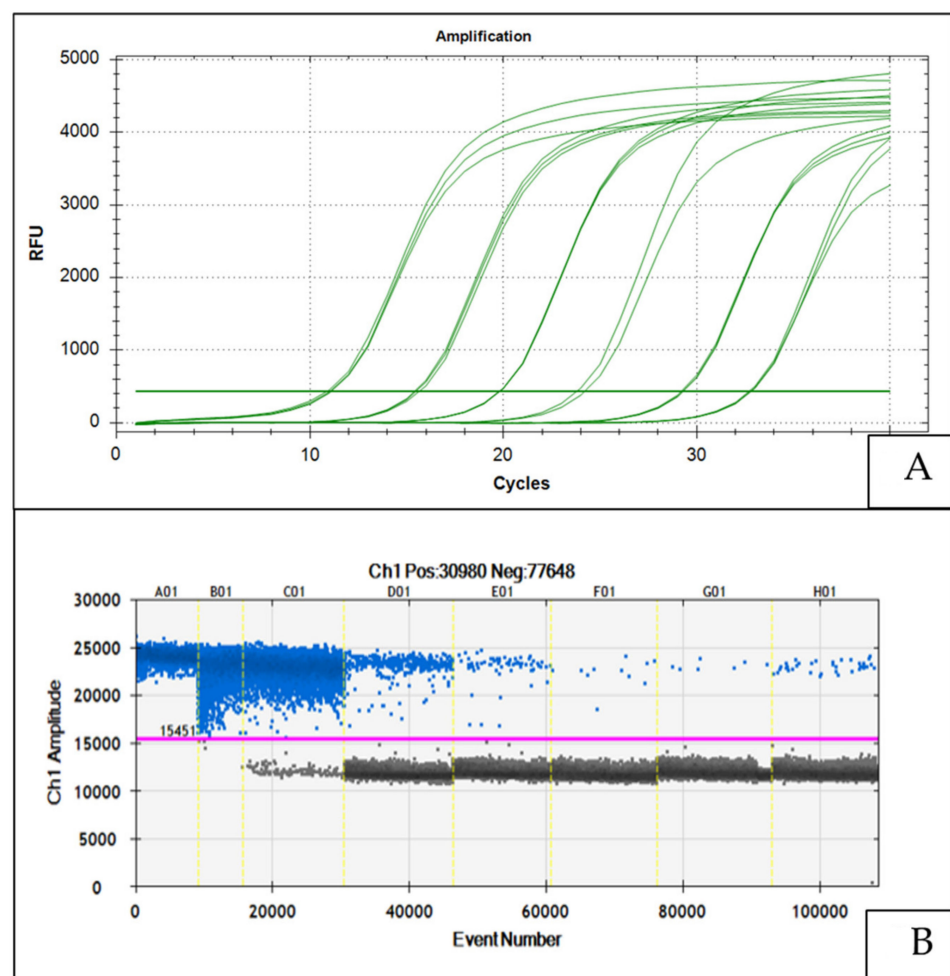 Amplification
5000
4000
3000
2000
1000
0
RFU
0 10 20 30
Cycles
A
Ch1 Pos:30980 Neg:77648
A01 B01 C01 D01 E01 F01 G01 H01
30000
25000
20000
15451
15000
10000
5000
0
Ch1 Amplitude
0 20000 40000 60000 80000 100000
Event Number
B